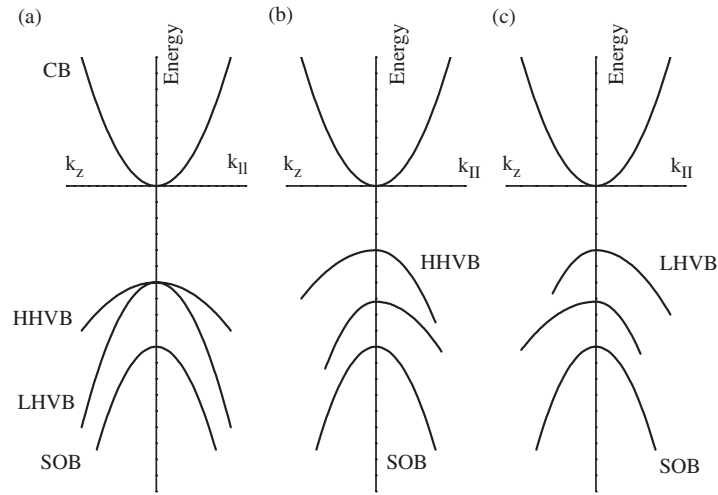 (a)
(b)
(c)
Energy
Energy
Energy
CB
k_z
k_ll
k_z
k_II
k_z
k_II
HHVB
LHVB
HHVB
LHVB
SOB
SOB
SOB